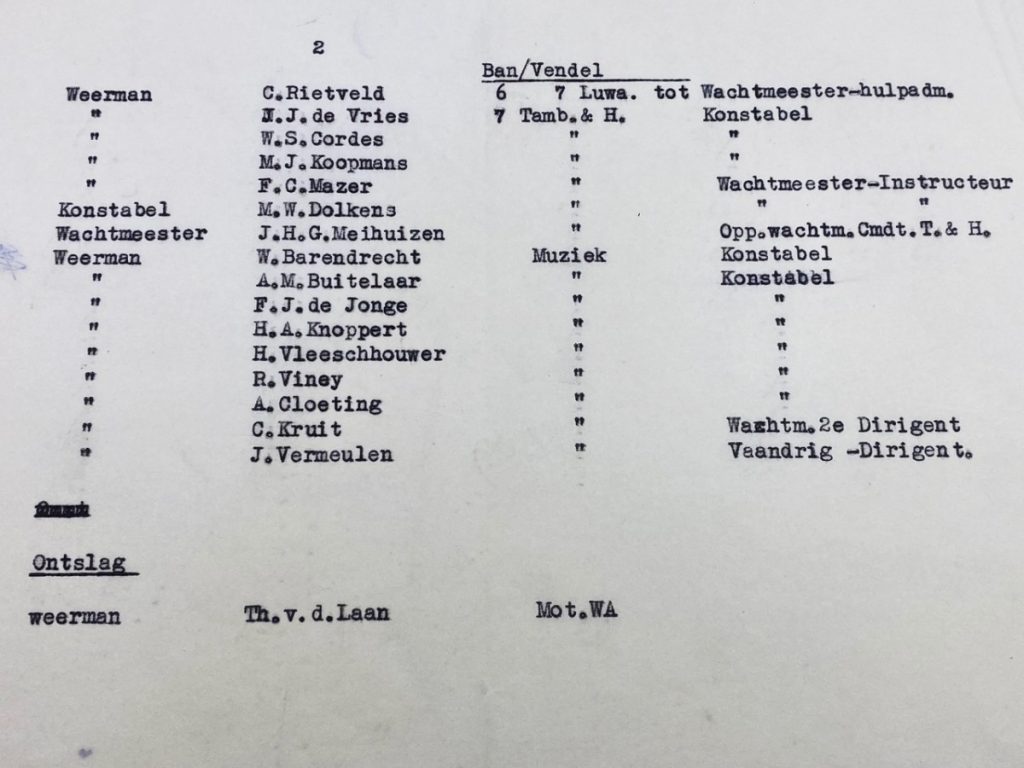 2
Ban/Vendel
Weerman C.Rietveld 6 7 Luwa. tot Wachtmeester-hulpadm.
" J.J.de Vries 7 Tamb.& H. Konstabel
" W.S.Cordes " "
" M.J.Koopmans " "
" F.C.Mazer " Wachtmeester-Instructeur
Konstabel M.W.Dolkens " " "
Wachtmeester J.H.G.Meihuizen " Opp.wachtm.Cmdt.T.& H.
Weerman W.Barendrecht Muziek Konstabel
" A.M.Buitelaar Konstabel
" F.J.de Jonge " "
" H.A.Knoppert " "
" H.Vleeschhouwer " "
" R.Viney " "
" A.Cloeting " "
" C.Kruit " Wachtm.2e Dirigent
" J.Vermeulen " Vaandrig -Dirigent.
Ontslag
weerman Th.v.d.Laan Mot.WA